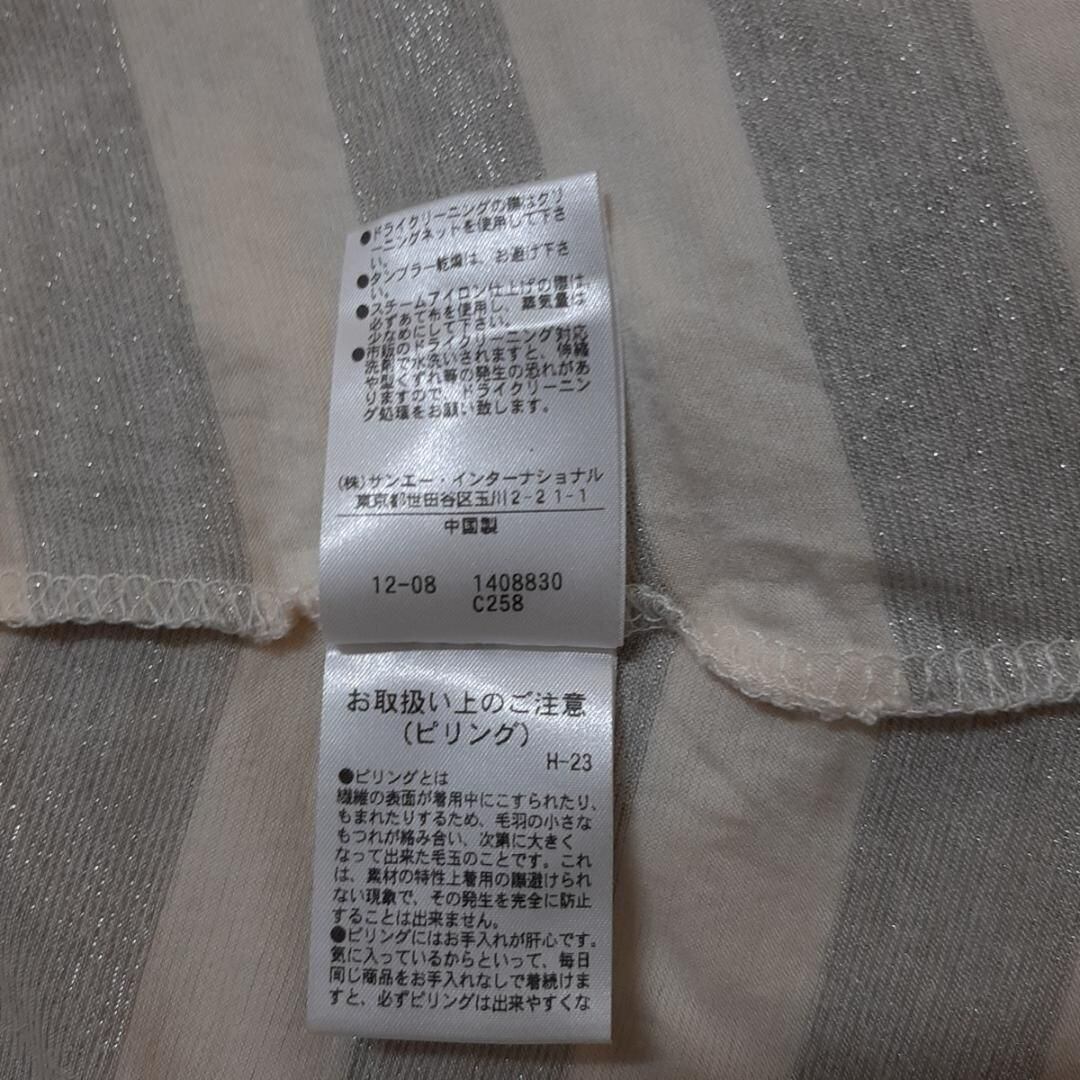 ●ドライクリーニングの際はクリ
ーニングネットを使用して下さ
い。
●タンブラー乾燥は、お避け下さ
い。
●スチームアイロン仕上げの際は
必ずあて布を使用し、蒸気量は
少なめにして下さい。
●市販のドライクリーニング対応
洗剤で水洗いされますと、伸縮
や型くずれ等の発生の恐れがあ
りますので、ドライクリーニン
グ処理をお願い致します。
(株)サンエー・インターナショナル
東京都世田谷区玉川2-21-1
中国製
12-08 1408830
C258
お取扱い上のご注意
(ピリング)
H-23
●ピリングとは
繊維の表面が着用中にこすられたり、
もまれたりするため、毛羽の小さな
もつれが絡み合い、次第に大きく
なって出来た毛玉のことです。これ
は、素材の特性上着用の際避けられ
ない現象で、その発生を完全に防止
することは出来ません。
●ピリングにはお手入れが肝心です。
気に入っているからといって、毎日
同じ商品をお手入れなしで着続けま
すと、必ずピリングは出来やすくな